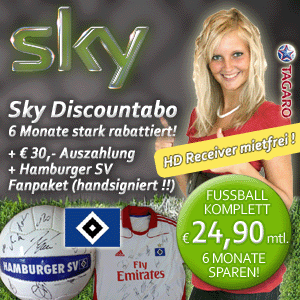 sky
TAGARO
Sky Discountabo
6 Monate stark rabattiert!
+ € 30,- Auszahlung
+ Hamburger SV
Fanpaket (handsigniert !!)
HD Receiver mietfrei !
FUSSBALL
KOMPLETT
€ 24,90 mtl.
6 MONATE
SPAREN!
HAMBURGER SV
Fly
Emirates